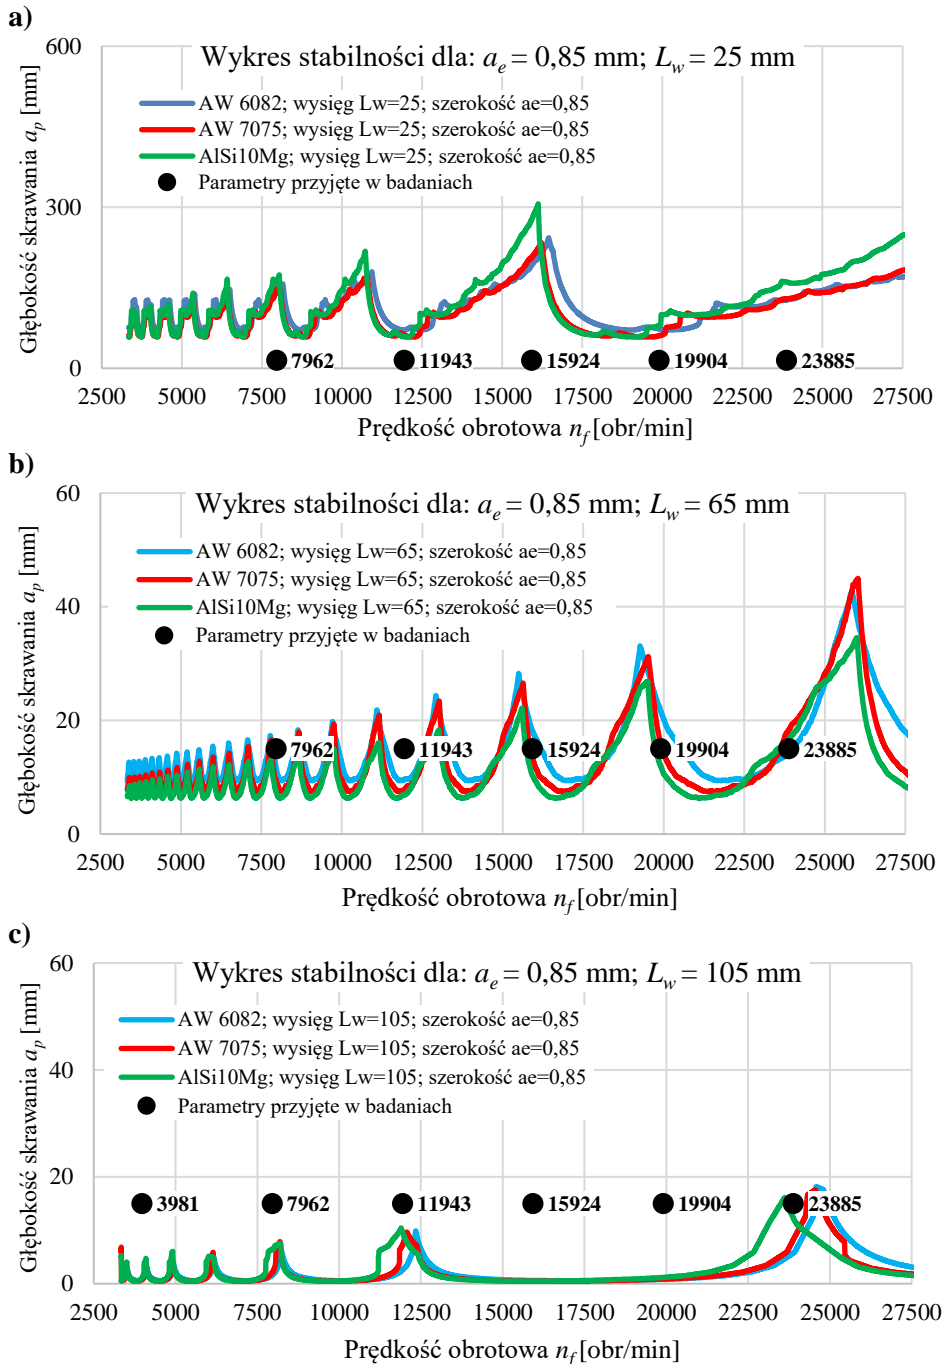 a)
Wykres stabilności dla: ae = 0,85 mm; Lw = 25 mm
Głębokość skrawania ap [mm]
600
300
0
AW 6082; wysięg Lw=25; szerokość ae=0,85
AW 7075; wysięg Lw=25; szerokość ae=0,85
AlSi10Mg; wysięg Lw=25; szerokość ae=0,85
Parametry przyjęte w badaniach
7962 11943 15924 19904 23885
2500 5000 7500 10000 12500 15000 17500 20000 22500 25000 27500
Prędkość obrotowa nf [obr/min]
b)
Wykres stabilności dla: ae = 0,85 mm; Lw = 65 mm
Głębokość skrawania ap [mm]
60
40
20
0
AW 6082; wysięg Lw=65; szerokość ae=0,85
AW 7075; wysięg Lw=65; szerokość ae=0,85
AlSi10Mg; wysięg Lw=65; szerokość ae=0,85
Parametry przyjęte w badaniach
7962 11943 15924 19904 23885
2500 5000 7500 10000 12500 15000 17500 20000 22500 25000 27500
Prędkość obrotowa nf [obr/min]
c)
Wykres stabilności dla: ae = 0,85 mm; Lw = 105 mm
Głębokość skrawania ap [mm]
60
40
20
0
AW 6082; wysięg Lw=105; szerokość ae=0,85
AW 7075; wysięg Lw=105; szerokość ae=0,85
AlSi10Mg; wysięg Lw=105; szerokość ae=0,85
Parametry przyjęte w badaniach
3981 7962 11943 15924 19904 23885
2500 5000 7500 10000 12500 15000 17500 20000 22500 25000 27500
Prędkość obrotowa nf [obr/min]